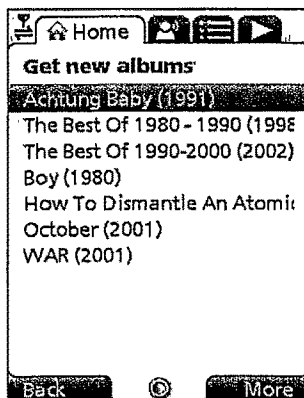 Home
Get new albums
Achtung Baby (1991)
The Best Of 1980 - 1990 (1998
The Best Of 1990-2000 (2002)
Boy (1980)
How To Dismantle An Atomic
October (2001)
WAR (2001)
Back More